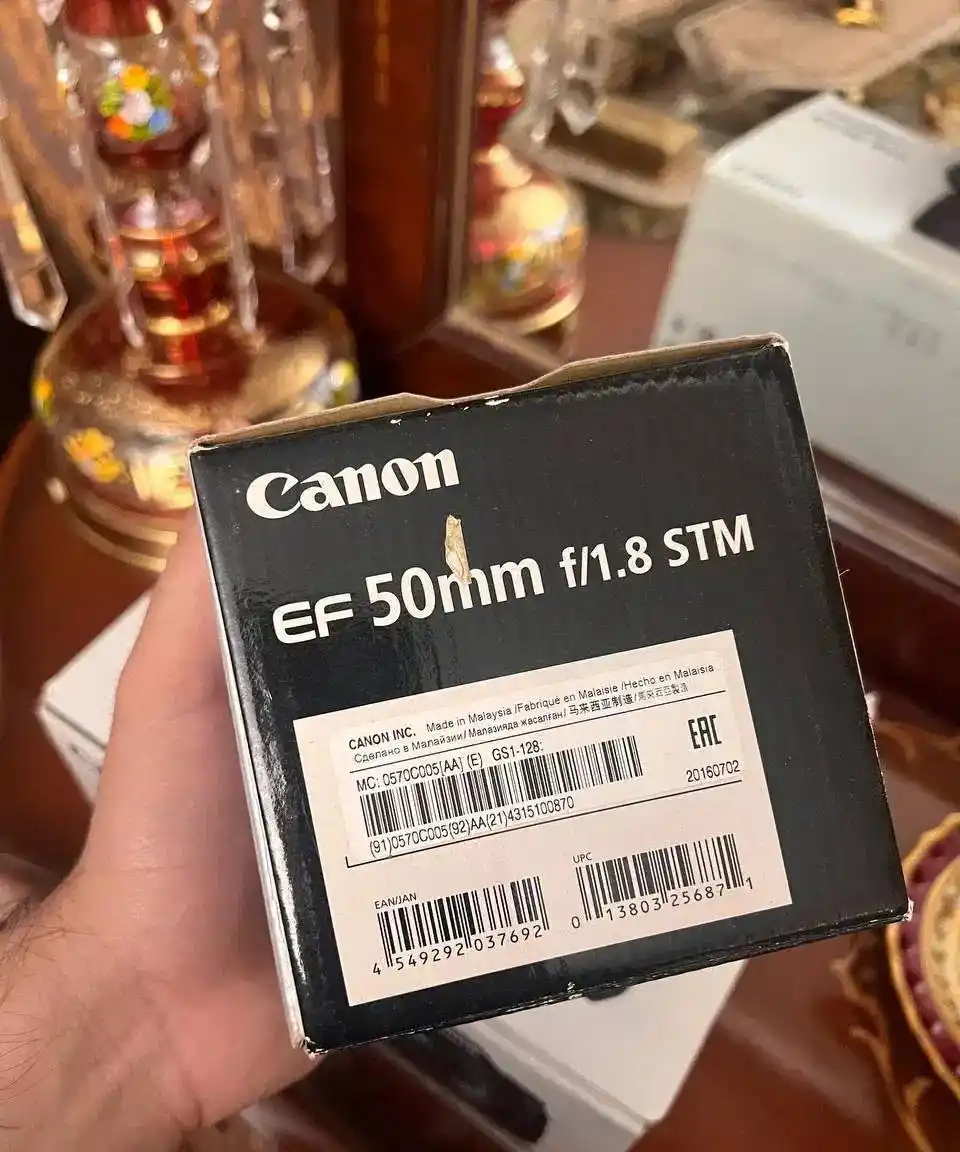 Canon
EF 50mm f/1.8 STM
CANON INC. Made in Malaysia /Fabriqué en Malaisie /Hecho en Malaisia
Сделано в Малайзии/ Малазияда жасалған/ 马来西亚制造/馬來西亞製造
MC: 0570C005[AA] (E) GS1-128:
EAC
(91)0570C005(92)AA(21)4315100870
20160702
EAN/JAN
4 549292 037692
UPC
0 13803 25687 1